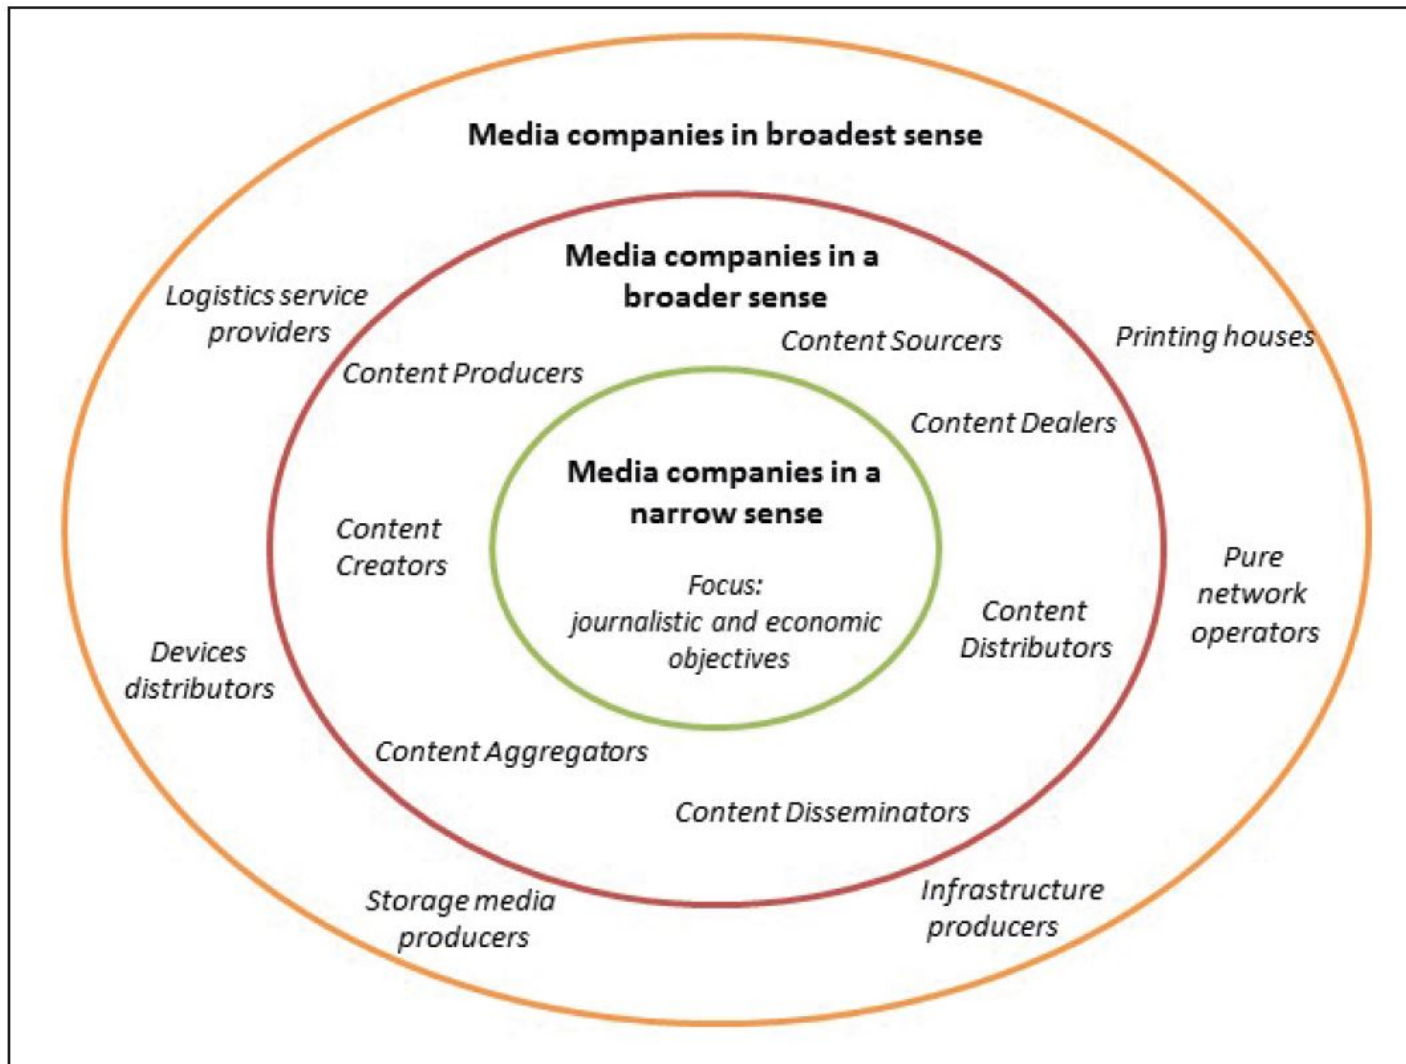 Media companies in broadest sense
Media companies in a
broader sense
Logistics service
providers
Content Sourcers
Printing houses
Content Producers
Content Dealers
Media companies in a
narrow sense
Content
Creators
Focus:
journalistic and economic
objectives
Content
Distributors
Pure
network
operators
Devices
distributors
Content Aggregators
Content Disseminators
Storage media
producers
Infrastructure
producers